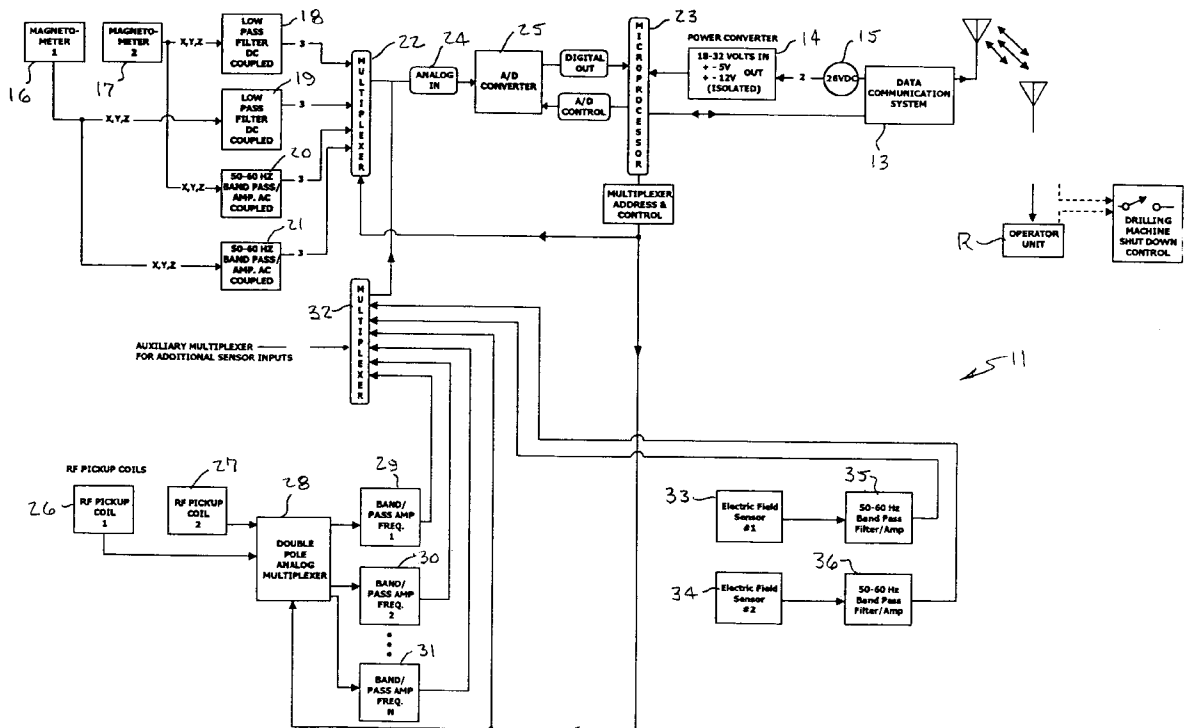 MAGNETO-
METER
1
16
MAGNETO-
METER
2
17
X,Y,Z
LOW
PASS
FILTER
DC
COUPLED
18
3
X,Y,Z
LOW
PASS
FILTER
DC
COUPLED
19
3
X,Y,Z
50-60 HZ
BAND PASS/
AMP. AC
COUPLED
20
3
X,Y,Z
50-60 HZ
BAND PASS/
AMP. AC
COUPLED
21
3
22
MULTIPLEXER
24
ANALOG
IN
25
A/D
CONVERTER
DIGITAL
OUT
A/D
CONTROL
23
MICROPROCESSOR
MULTIPLEXER
ADDRESS &
CONTROL
POWER CONVERTER
14
18-32 VOLTS IN
+ - 5V
+ - 12V OUT
(ISOLATED)
2
15
28VDC
DATA
COMMUNICATION
SYSTEM
13
R
OPERATOR
UNIT
DRILLING
MACHINE
SHUT DOWN
CONTROL
11
32
MULTIPLEXER
AUXILIARY MULTIPLEXER
FOR ADDITIONAL SENSOR INPUTS
RF PICKUP COILS
26
RF PICKUP
COIL
1
27
RF PICKUP
COIL
2
28
DOUBLE
POLE
ANALOG
MULTIPLEXER
29
BAND/
PASS AMP
FREQ.
1
30
BAND/
PASS AMP
FREQ.
2
31
BAND/
PASS AMP
FREQ.
N
33
Electric Field
Sensor
#1
35
50-60 Hz
Band Pass
Filter/Amp
34
Electric Field
Sensor
#2
36
50-60 Hz
Band Pass
Filter/Amp